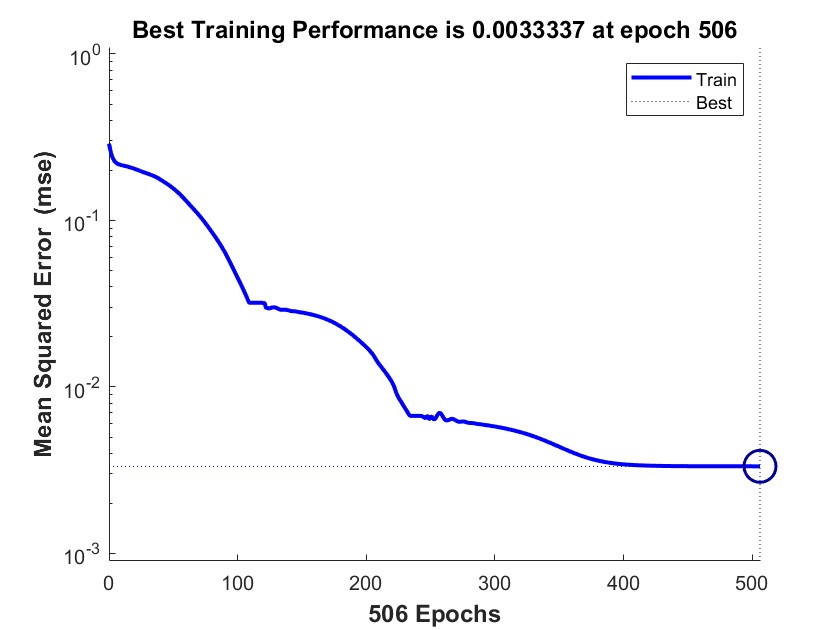 Best Training Performance is 0.0033337 at epoch 506
10^0
10^-1
10^-2
10^-3
Mean Squared Error (mse)
Train
Best
0 100 200 300 400 500
506 Epochs